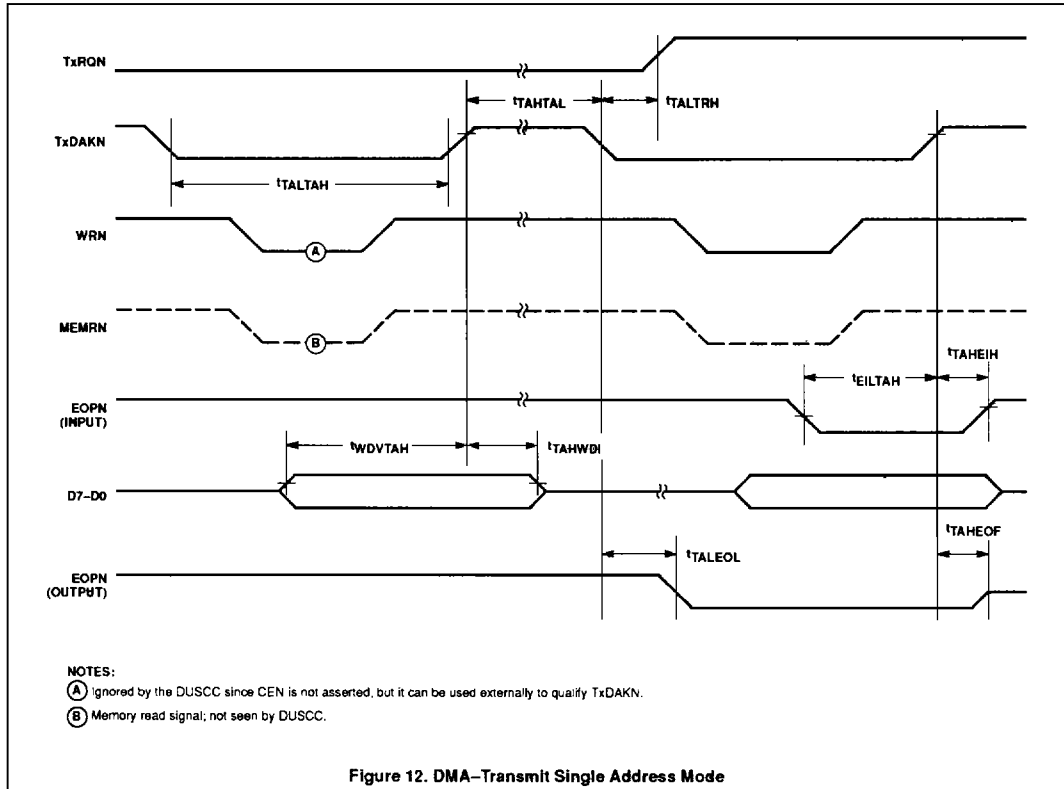 TxRQN
tTAHTAL
tTALTRH
TxDAKN
tTALTAH
WRN
A
MEMRN
B
tTAHEIH
tEILTAH
EOPN
(INPUT)
tWDVTAH
tTAHWDI
D7–D0
tTAHEOF
tTALEOL
EOPN
(OUTPUT)
NOTES:
A Ignored by the DUSCC since CEN is not asserted, but it can be used externally to qualify TxDAKN.
B Memory read signal; not seen by DUSCC.
Figure 12. DMA–Transmit Single Address Mode